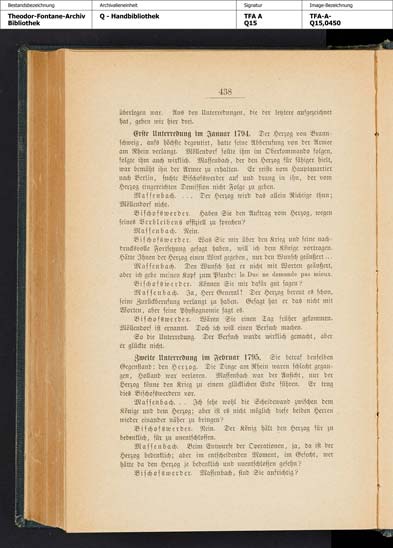 Bestandsbezeichnung
Archivalieneinheit
Signatur
Image-Bezeichnung
Theodor-Fontane-Archiv
Bibliothek
Q - Handbibliothek
TFA A
Q15
TFA-A-
Q15,0450
438
überlegen war. Aus den Unterredungen, die der letztere aufgezeichnet
hat, geben wir hier drei.
Erste Unterredung im Januar 1794. Der Herzog von Braun-
schweig, aufs höchste degoutiert, hatte seine Abberufung von der Armee
am Rhein verlangt. Möllendorf sollte ihm im Oberkommando folgen,
folgte ihm auch wirklich. Massenbach, der den Herzog für fähiger hielt,
war bemüht ihn der Armee zu erhalten. Er reiste vom Hauptquartier
nach Berlin, suchte Bischofswerder auf und drang in ihn, der vom
Herzog eingereichten Demission nicht Folge zu geben.
Massenbach. ... Der Herzog wird das allein Richtige thun;
Möllendorf nicht.
Bischofswerder. Haben Sie den Auftrag vom Herzog, wegen
seines Verbleibens offiziell zu sprechen?
Massenbach. Nein.
Bischofswerder. Was Sie mir über den Krieg und seine nach-
drucksvolle Fortsetzung gesagt haben, will ich dem Könige vortragen.
Hätte Ihnen der Herzog einen Wink gegeben, nur den Wunsch geäußert ...
Massenbach. Den Wunsch hat er nicht mit Worten geäußert,
aber ich gebe meinen Kopf zum Pfande: le Duc ne demande pas mieux.
Bischofswerder. Können Sie mir dafür gut sagen?
Massenbach. Ja, Herr General! Der Herzog bereut es schon,
seine Zurückberufung verlangt zu haben. Gesagt hat er das nicht mit
Worten, aber seine Physiognomie sagt es.
Bischofswerder. Wären Sie einen Tag früher gekommen.
Möllendorf ist ernannt. Doch ich will einen Versuch machen.
So die Unterredung. Der Versuch wurde wirklich gemacht, aber
er glückte nicht.
Zweite Unterredung im Februar 1795. Sie betraf denselben
Gegenstand: den Herzog. Die Dinge am Rhein waren schlecht gegan-
gen, Holland war verloren. Massenbach war der Ansicht, nur der
Herzog könne den Krieg zu einem glücklichen Ende führen. Er trug
dies Bischofswerdern vor.
Massenbach. .. Ich sehe wohl die Scheidewand zwischen dem
Könige und dem Herzog; aber ist es nicht möglich diese beiden Herren
wieder einander näher zu bringen?
Bischofswerder. Nein. Der König hält den Herzog für zu
bedenklich, für zu unentschlossen.
Massenbach. Beim Entwurfe der Operationen, ja, da ist der
Herzog bedenklich; aber im entscheidenden Moment, im Gefecht, wer
hätte da den Herzog je bedenklich und unentschlossen gesehn?
Bischofswerder. Massenbach, sind Sie aufrichtig?